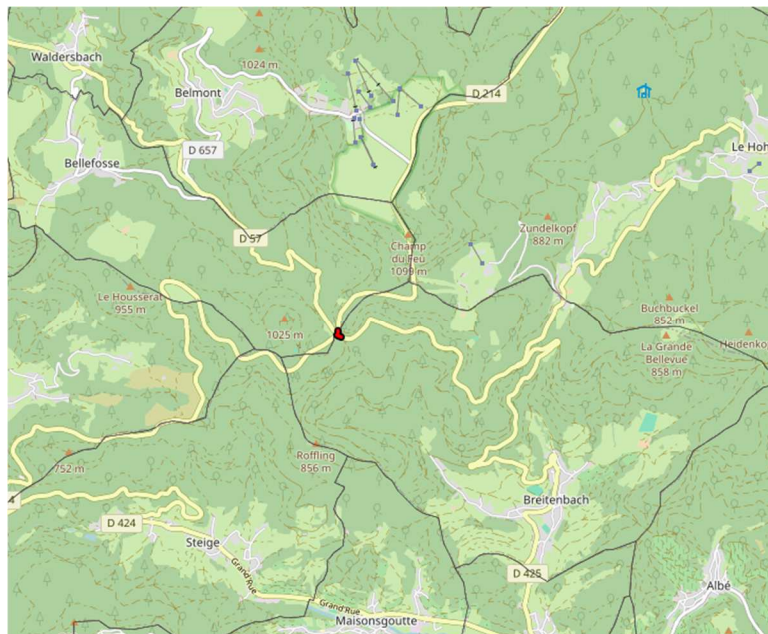 Waldersbach
1024 m
Belmont
D 214
D 657
Le Hoh
Bellefosse
Zundelkopf
882 m
D 57
Champ
du Feu
1099 m
Le Housserat
955 m
1025 m
Buchbuckel
852 m
La Grande
Bellevue
858 m
Heidenko
Roffling
856 m
752 m
4
Breitenbach
D 424
Steige
Grand'Rue
D 425
Albé
Grand'Rue
Maisonsgoutte